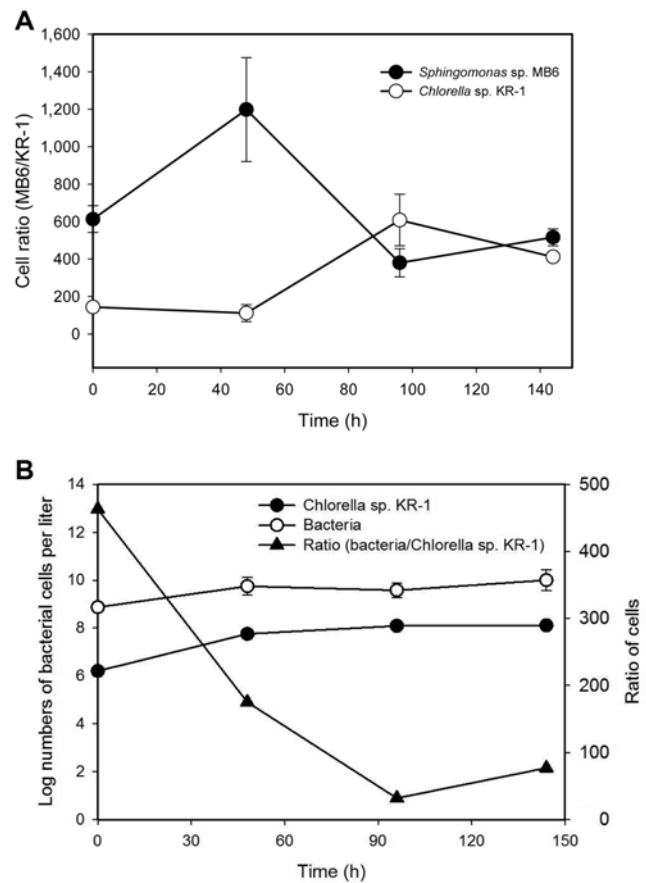 A
Cell ratio (MB6/KR-1)
1,600
1,400
1,200
1,000
800
600
400
200
0
Sphingomonas sp. MB6
Chlorella sp. KR-1
0 20 40 60 80 100 120 140
Time (h)
B
Log numbers of bacterial cells per liter
14
12
10
8
6
4
2
0
Chlorella sp. KR-1
Bacteria
Ratio (bacteria/Chlorella sp. KR-1)
500
400
300
200
100
0
Ratio of cells
0 30 60 90 120 150
Time (h)